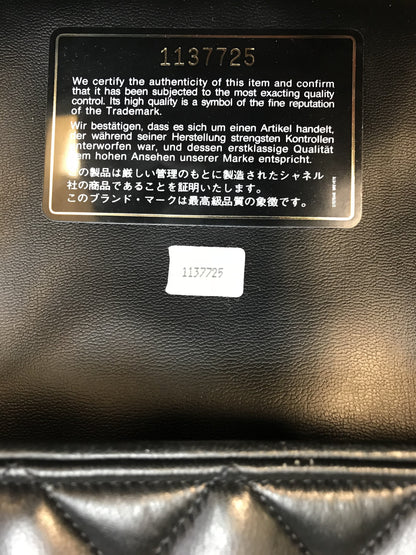 1137725
We certify the authenticity of this item and confirm
that it has been subjected to the most exacting quality
control. Its high quality is a symbol of the fine reputation
of the Trademark.
Wir bestätigen, dass es sich um einen Artikel handelt,
der während seiner Herstellung strengsten Kontrollen
unterworfen war, und dessen erstklassige Qualität
dem hohen Ansehen unserer Marke entspricht.
の製品は厳しい管理のもとに製造されたシャネル
社の商品であることを証明いたします。
このブランド・マークは最高級品質の象徴です。
1137725